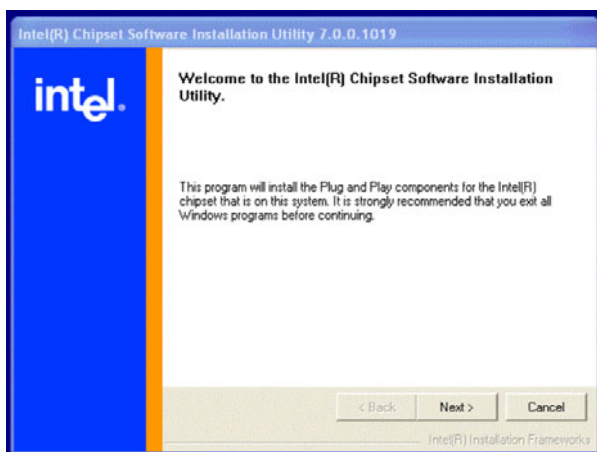 Intel(R) Chipset Software Installation Utility 7.0.0.1019
intel.
Welcome to the Intel(R) Chipset Software Installation
Utility.
This program will install the Plug and Play components for the Intel(R)
chipset that is on this system. It is strongly recommended that you exit all
Windows programs before continuing.
< Back
Next >
Cancel
Intel(R) Installation Frameworks